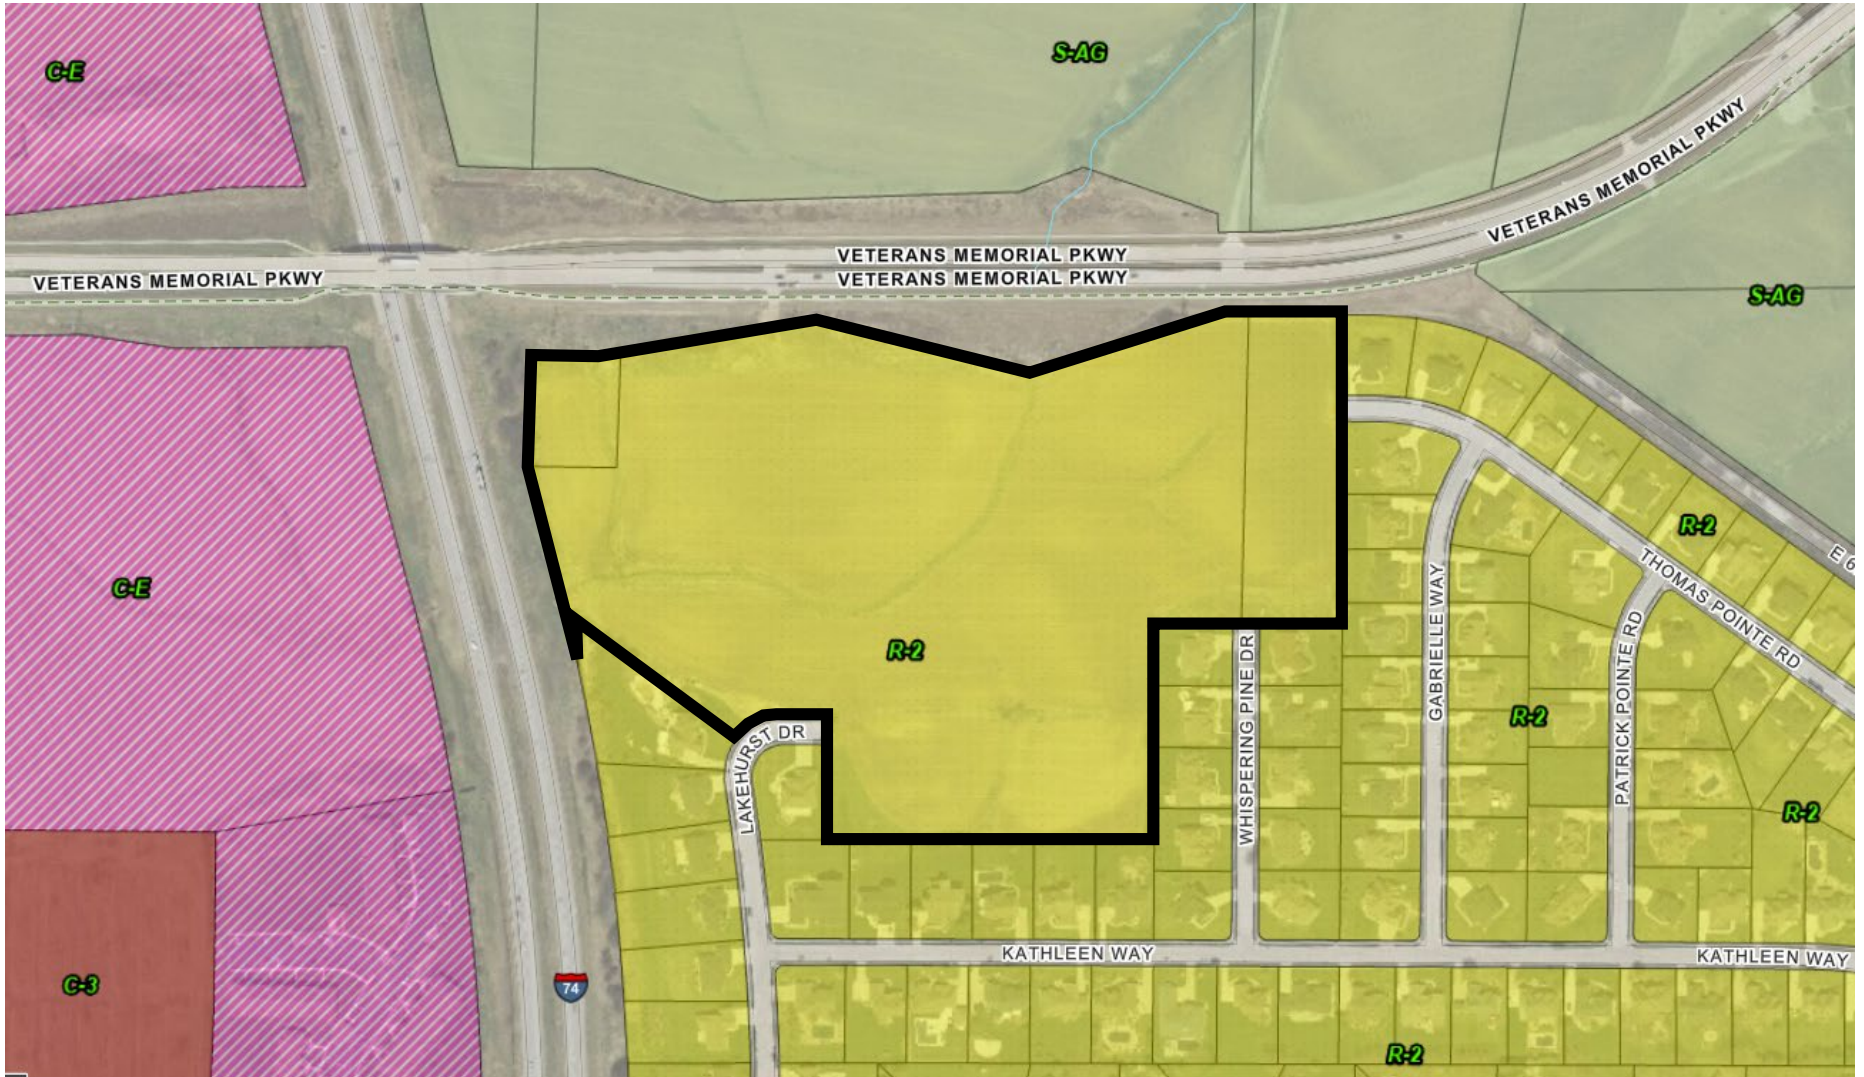 C-E
S-AG
VETERANS MEMORIAL PKWY
VETERANS MEMORIAL PKWY
VETERANS MEMORIAL PKWY
VETERANS MEMORIAL PKWY
S-AG
C-E
R-2
E 6
THOMAS POINTE RD
GABRIELLE WAY
PATRICK POINTE RD
WHISPERING PINE DR
R-2
R-2
LAKEHURST DR
R-2
KATHLEEN WAY
KATHLEEN WAY
C-3
74
R-2